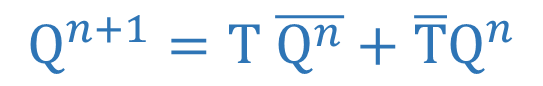 Qⁿ⁺¹ = T Q̅ⁿ̅ + T̅Qⁿ